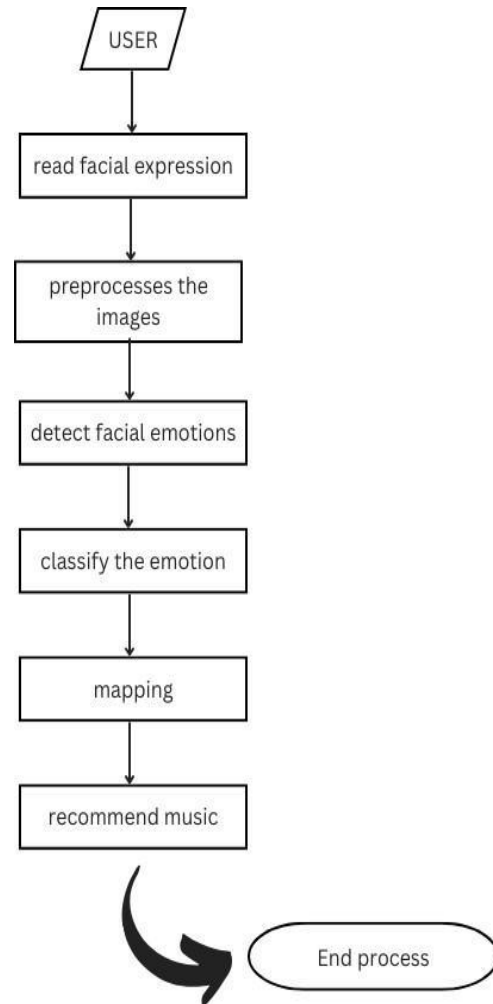 USER
read facial expression
preprocesses the
images
detect facial emotions
classify the emotion
mapping
recommend music
End process